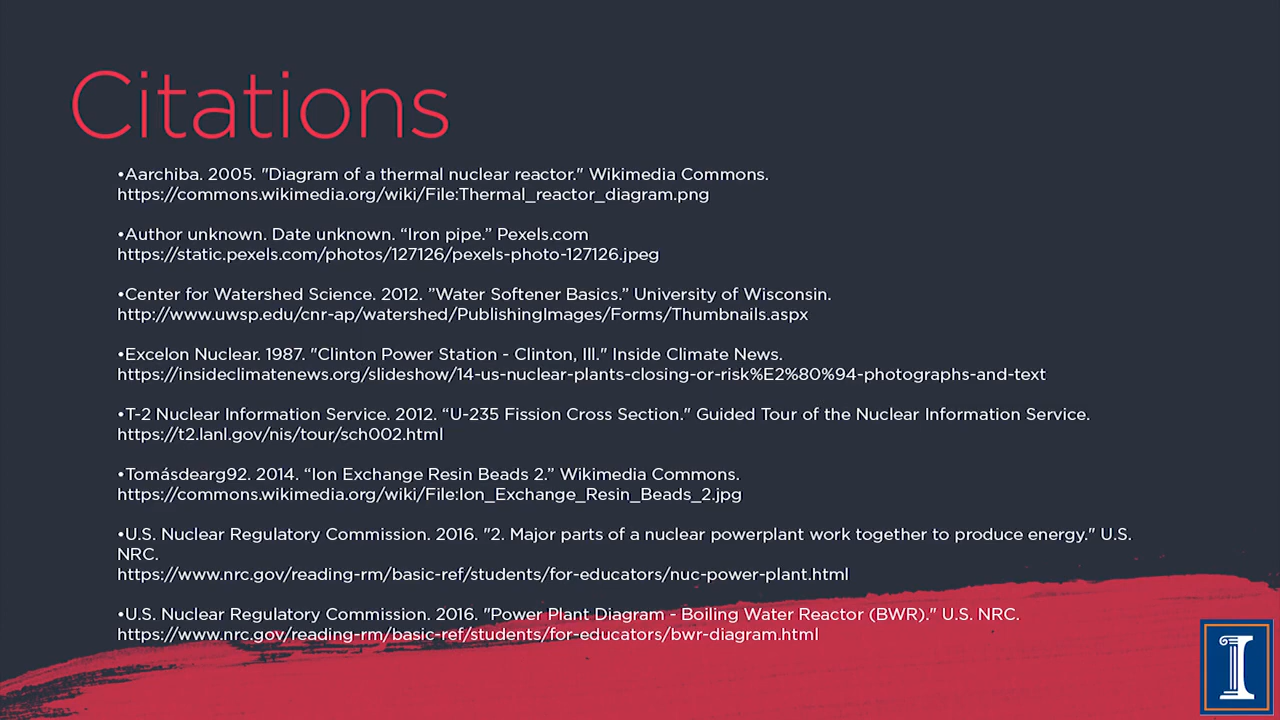 Citations
•Aarchiba. 2005. "Diagram of a thermal nuclear reactor." Wikimedia Commons.
https://commons.wikimedia.org/wiki/File:Thermal_reactor_diagram.png
•Author unknown. Date unknown. “Iron pipe.” Pexels.com
https://static.pexels.com/photos/127126/pexels-photo-127126.jpeg
•Center for Watershed Science. 2012. ”Water Softener Basics.” University of Wisconsin.
http://www.uwsp.edu/cnr-ap/watershed/PublishingImages/Forms/Thumbnails.aspx
•Excelon Nuclear. 1987. "Clinton Power Station - Clinton, Ill." Inside Climate News.
https://insideclimatenews.org/slideshow/14-us-nuclear-plants-closing-or-risk%E2%80%94-photographs-and-text
•T-2 Nuclear Information Service. 2012. “U-235 Fission Cross Section." Guided Tour of the Nuclear Information Service.
https://t2.lanl.gov/nis/tour/sch002.html
•Tomásdearg92. 2014. “Ion Exchange Resin Beads 2.” Wikimedia Commons.
https://commons.wikimedia.org/wiki/File:Ion_Exchange_Resin_Beads_2.jpg
•U.S. Nuclear Regulatory Commission. 2016. "2. Major parts of a nuclear powerplant work together to produce energy." U.S.
NRC.
https://www.nrc.gov/reading-rm/basic-ref/students/for-educators/nuc-power-plant.html
•U.S. Nuclear Regulatory Commission. 2016. "Power Plant Diagram - Boiling Water Reactor (BWR)." U.S. NRC.
https://www.nrc.gov/reading-rm/basic-ref/students/for-educators/bwr-diagram.html
I